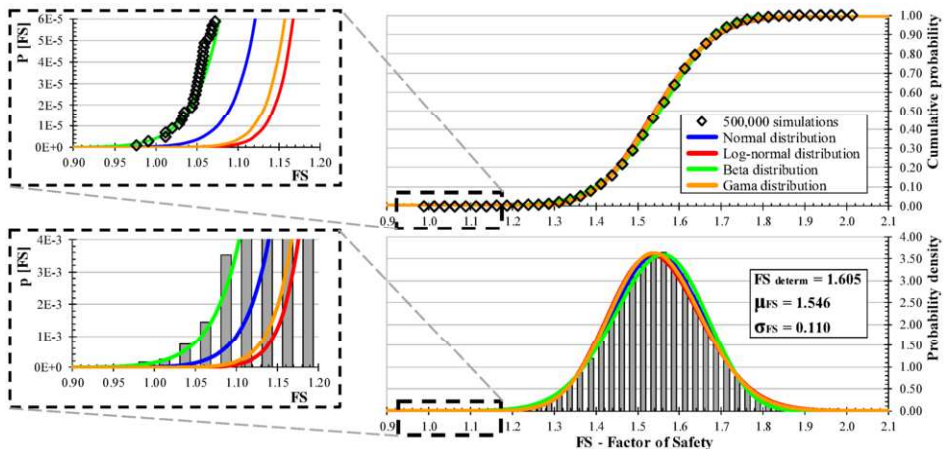 P [FS]
6E-5
5E-5
4E-5
3E-5
2E-5
1E-5
0E+0
0.90 0.95 1.00 1.05 1.10 1.15 1.20
FS
Cumulative probability
1.00
0.90
0.80
0.70
0.60
0.50
0.40
0.30
0.20
0.10
0.00
500,000 simulations
Normal distribution
Log-normal distribution
Beta distribution
Gama distribution
0.9 1.0 1.1 1.2 1.3 1.4 1.5 1.6 1.7 1.8 1.9 2.0 2.1
p [FS]
4E-3
3E-3
2E-3
1E-3
0E+0
0.90 0.95 1.00 1.05 1.10 1.15 1.20
FS
Probability density
4.00
3.50
3.00
2.50
2.00
1.50
1.00
0.50
0.00
FS determ = 1.605
μFS = 1.546
σFS = 0.110
0.9 1.0 1.1 1.2 1.3 1.4 1.5 1.6 1.7 1.8 1.9 2.0 2.1
FS - Factor of Safety